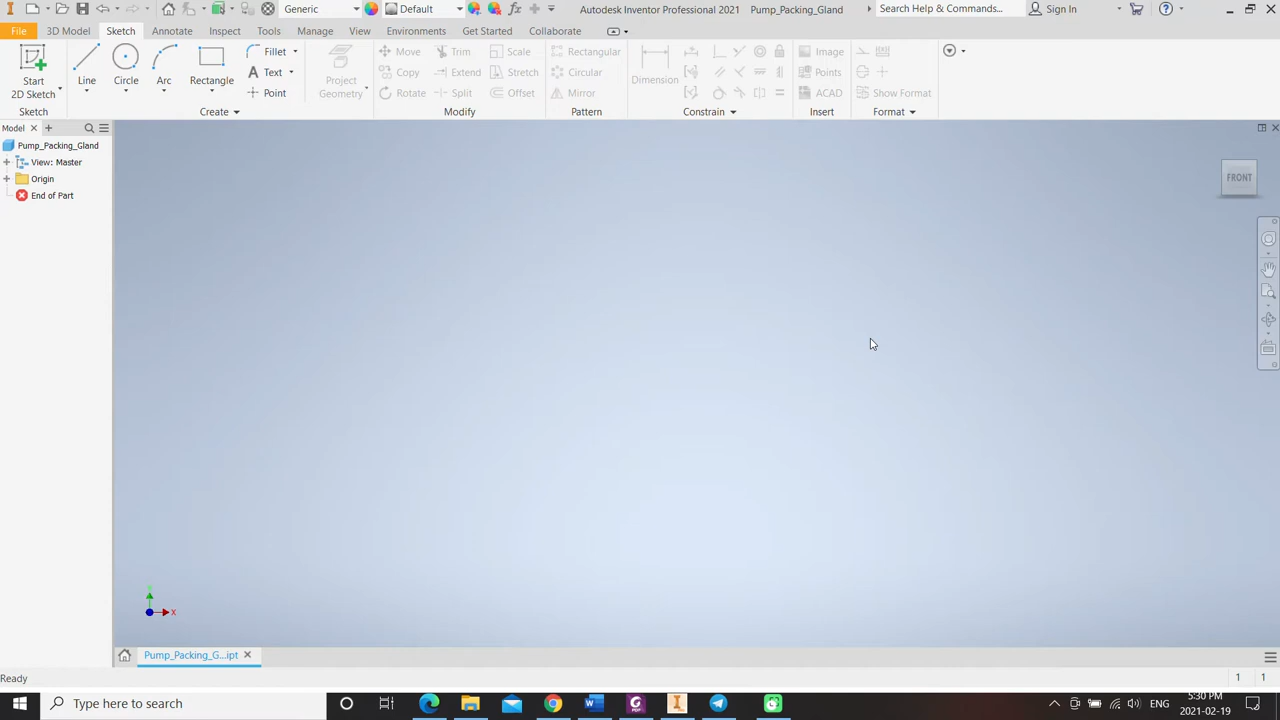 Generic
Default
Autodesk Inventor Professional 2021 Pump_Packing_Gland
Search Help & Commands...
Sign In
File 3D Model Sketch Annotate Inspect Tools Manage View Environments Get Started Collaborate
Start
2D Sketch
Line
Circle
Arc
Rectangle
Fillet
Text
Point
Project
Geometry
Move
Copy
Rotate
Trim
Extend
Split
Scale
Stretch
Offset
Rectangular
Circular
Mirror
Dimension
Image
Points
ACAD
Show Format
Sketch
Create
Modify
Pattern
Constrain
Insert
Format
Model
Pump_Packing_Gland
View: Master
Origin
End of Part
FRONT
X
Pump_Packing_G...ipt
Ready
1 1
Type here to search
ENG
5:30 PM
2021-02-19